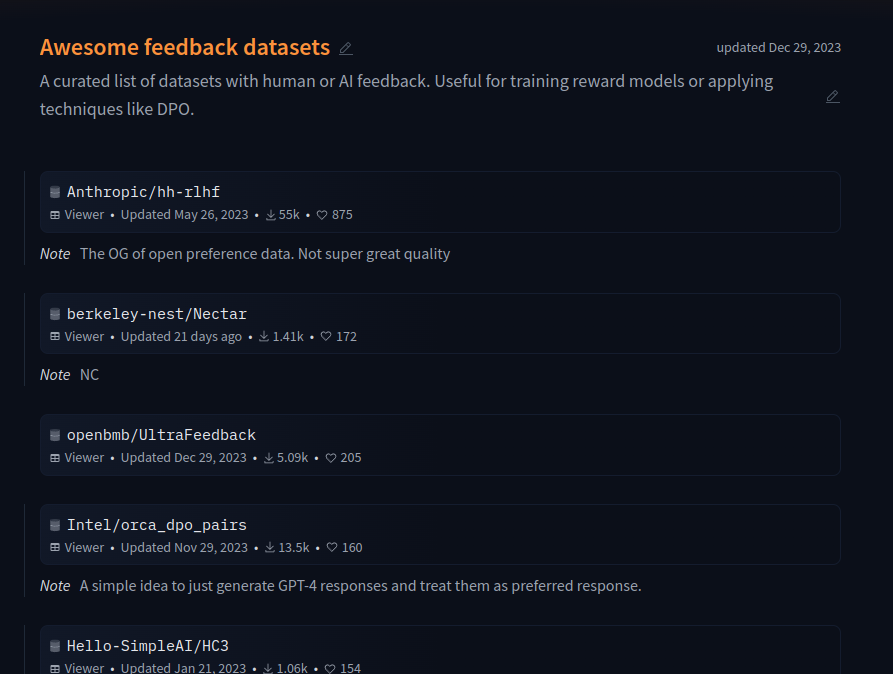 Awesome feedback datasets
updated Dec 29, 2023
A curated list of datasets with human or AI feedback. Useful for training reward models or applying
techniques like DPO.
Anthropic/hh-rlhf
Viewer • Updated May 26, 2023 • 55k • 875
Note The OG of open preference data. Not super great quality
berkeley-nest/Nectar
Viewer • Updated 21 days ago • 1.41k • 172
Note NC
openbmb/UltraFeedback
Viewer • Updated Dec 29, 2023 • 5.09k • 205
Intel/orca_dpo_pairs
Viewer • Updated Nov 29, 2023 • 13.5k • 160
Note A simple idea to just generate GPT-4 responses and treat them as preferred response.
Hello-SimpleAI/HC3
Viewer • Updated Jan 21, 2023 • 1.06k • 154